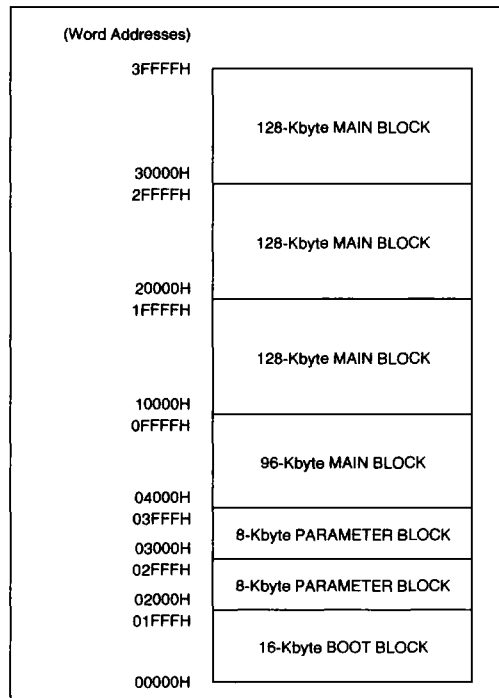 (Word Addresses)
3FFFFH
128-Kbyte MAIN BLOCK
30000H
2FFFFH
128-Kbyte MAIN BLOCK
20000H
1FFFFH
128-Kbyte MAIN BLOCK
10000H
0FFFFH
96-Kbyte MAIN BLOCK
04000H
03FFFH
8-Kbyte PARAMETER BLOCK
03000H
02FFFH
8-Kbyte PARAMETER BLOCK
02000H
01FFFH
16-Kbyte BOOT BLOCK
00000H